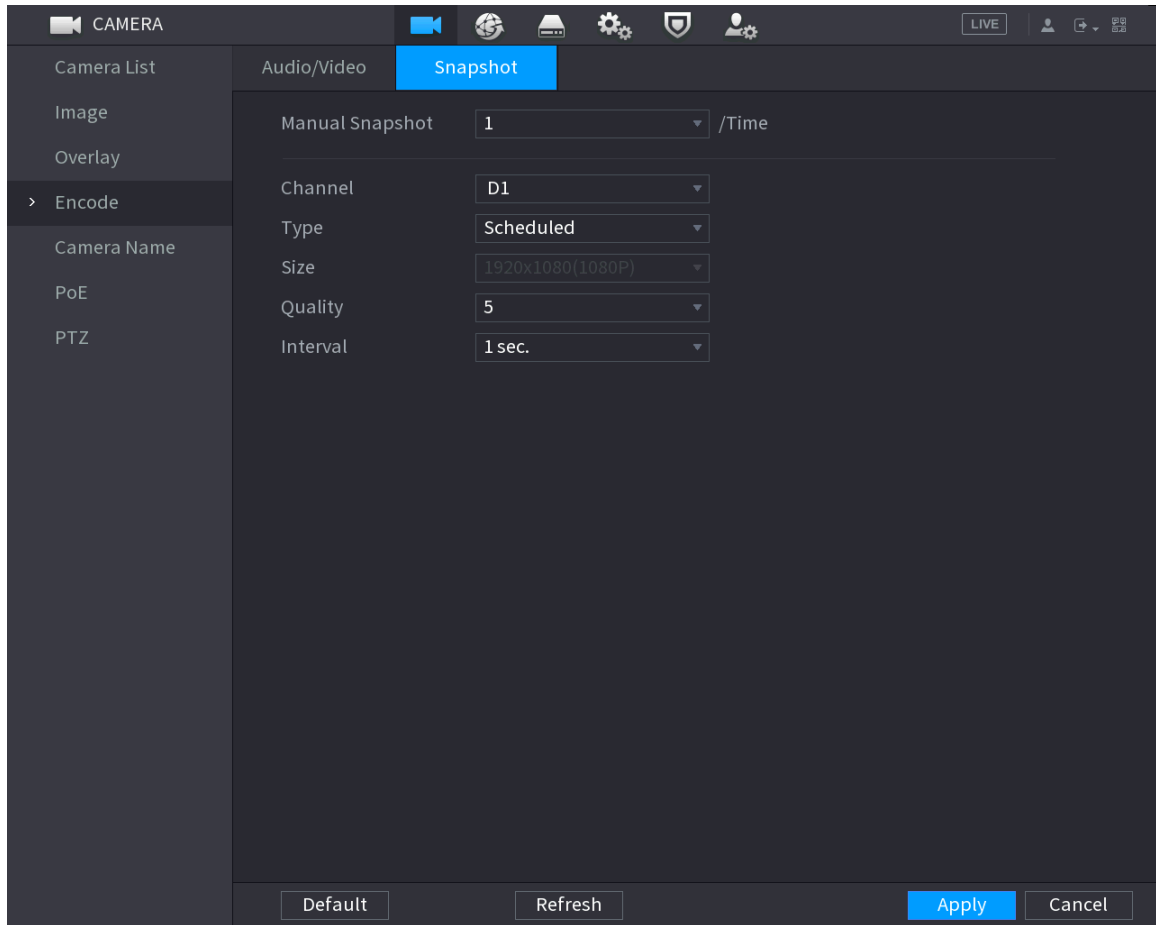 CAMERA
LIVE
Camera List
Image
Overlay
Encode
Camera Name
PoE
PTZ
Audio/Video
Snapshot
Manual Snapshot 1 /Time
Channel D1
Type Scheduled
Size 1920x1080(1080P)
Quality 5
Interval 1 sec.
Default
Refresh
Apply
Cancel